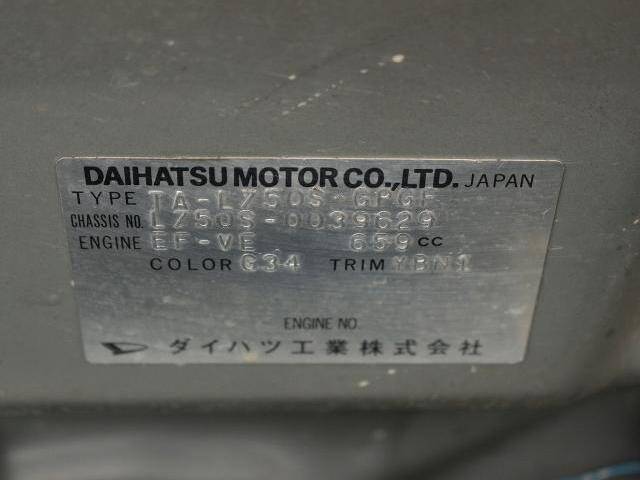 DAIHATSU MOTOR CO.,LTD. JAPAN
TYPE TA-L750S-GPGF
CHASSIS NO. L750S-0039629
ENGINE EF-VE 659 CC
COLOR G34 TRIM YBN1
ENGINE NO.
ダイハツ工業株式会社